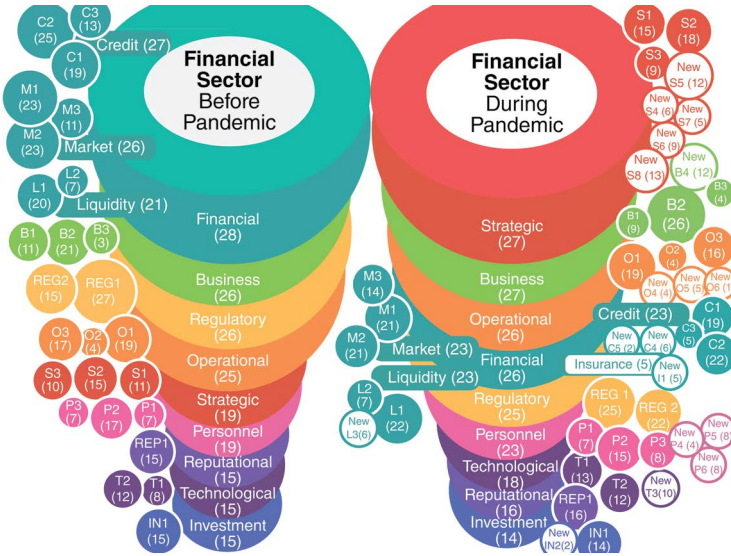 Financial
Sector
Before
Pandemic
C2
(25)
C3
(13)
Credit (27)
C1
(19)
M1
(23)
M3
(11)
M2
(23)
Market (26)
L2
(7)
L1
(20)
Liquidity (21)
Financial
(28)
B1
(11)
B2
(21)
B3
(3)
Business
(26)
REG2
(15)
REG1
(27)
Regulatory
(26)
O3
(17)
O2
(4)
O1
(19)
Operational
(25)
S3
(10)
S2
(15)
S1
(11)
Strategic
(19)
P3
(7)
P2
(17)
P1
(7)
Personnel
(19)
REP1
(15)
Reputational
(15)
T2
(12)
T1
(8)
Technological
(15)
IN1
(15)
Investment
(15)
Financial
Sector
During
Pandemic
S1
(15)
S2
(18)
S3
(9)
New
S5 (12)
New
S4 (6)
New
S7 (5)
New
S6 (9)
New
S8 (13)
Strategic
(27)
New
B4 (12)
B3
(4)
B2
(26)
B1
(9)
Business
(27)
O3
(16)
O2
(4)
O1
(19)
New
O4 (4)
New
O5 (5)
New
O6 (1
Operational
(26)
M3
(14)
M1
(21)
M2
(21)
Market (23)
Credit (23)
C1
(19)
C3
(5)
C2
(22)
New
C5 (2)
New
C4 (6)
Financial
(26)
Insurance (5)
New
I1 (5)
Liquidity (23)
L2
(7)
L1
(22)
New
L3(6)
Regulatory
(25)
REG 1
(25)
REG 2
(22)
Personnel
(23)
P1
(7)
P2
(15)
P3
(8)
New
P4 (4)
New
P5 (8)
New
P6 (8)
Technological
(18)
T1
(13)
T2
(12)
New
T3(10)
Reputational
(16)
REP1
(16)
Investment
(14)
New
IN2(2)
IN1
(14)